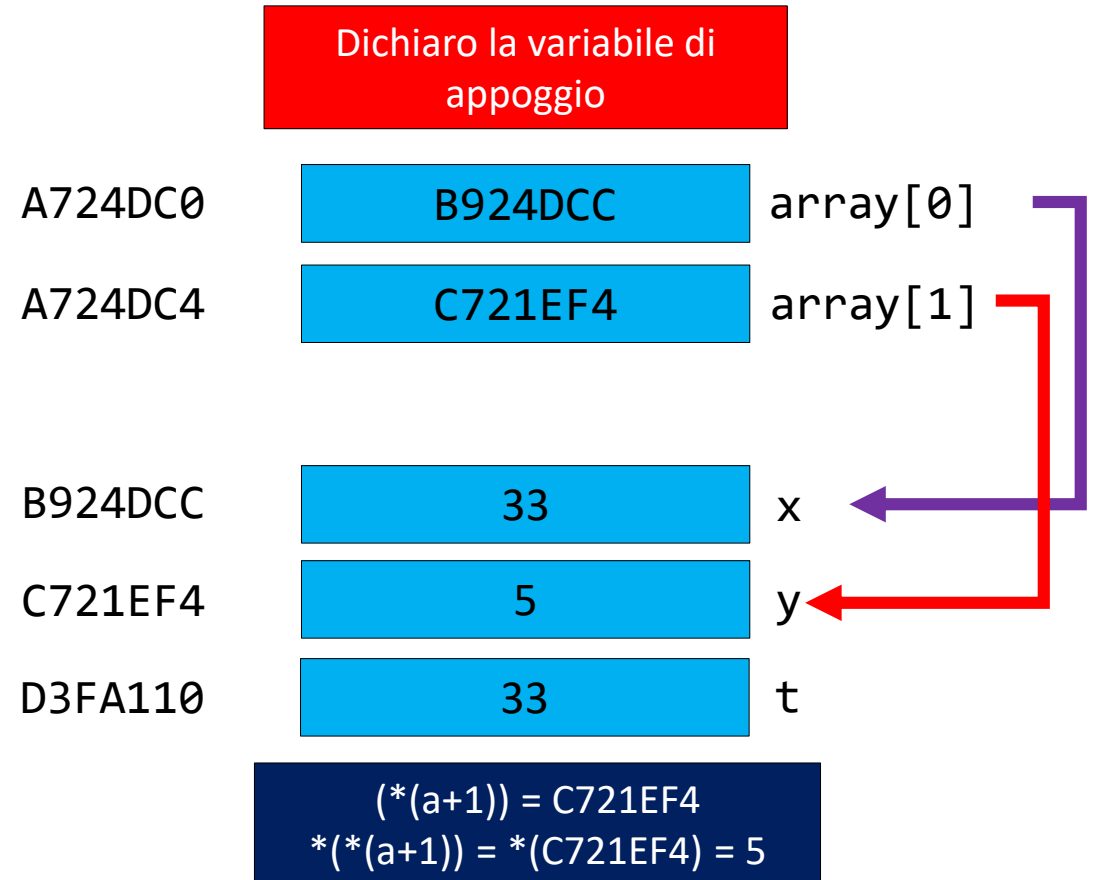 Dichiaro la variabile di
appoggio
A724DC0 B924DCC array[0]
A724DC4 C721EF4 array[1]
B924DCC 33 x
C721EF4 5 y
D3FA110 33 t
(*(a+1)) = C721EF4
*(*(a+1)) = *(C721EF4) = 5